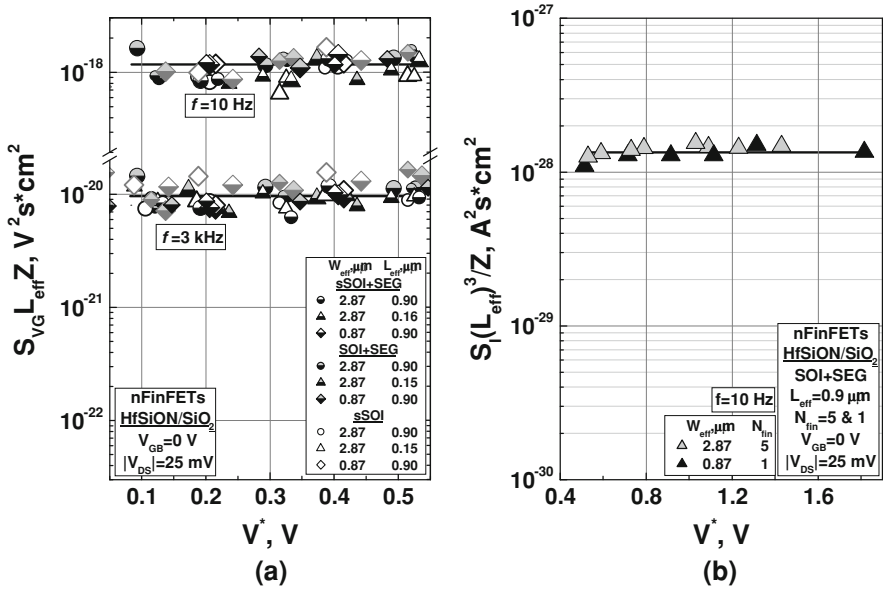 S_VG L_eff Z, V²s*cm²
10⁻¹⁸
10⁻²⁰
10⁻²¹
10⁻²²
f=10 Hz
f=3 kHz
W_eff,μm L_eff,μm
sSOI+SEG
2.87 0.90
2.87 0.16
0.87 0.90
SOI+SEG
2.87 0.90
2.87 0.15
0.87 0.90
sSOI
2.87 0.90
2.87 0.15
0.87 0.90
nFinFETs
HfSiON/SiO₂
V_GB=0 V
|V_DS|=25 mV
0.1 0.2 0.3 0.4 0.5
V*, V
(a)
S_I(L_eff)³/Z, A²s*cm²
10⁻²⁷
10⁻²⁸
10⁻²⁹
10⁻³⁰
f=10 Hz
W_eff,μm N_fin
2.87 5
0.87 1
nFinFETs
HfSiON/SiO₂
SOI+SEG
L_eff=0.9 μm
N_fin=5 & 1
V_GB=0 V
|V_DS|=25 mV
0.4 0.8 1.2 1.6
V*, V
(b)